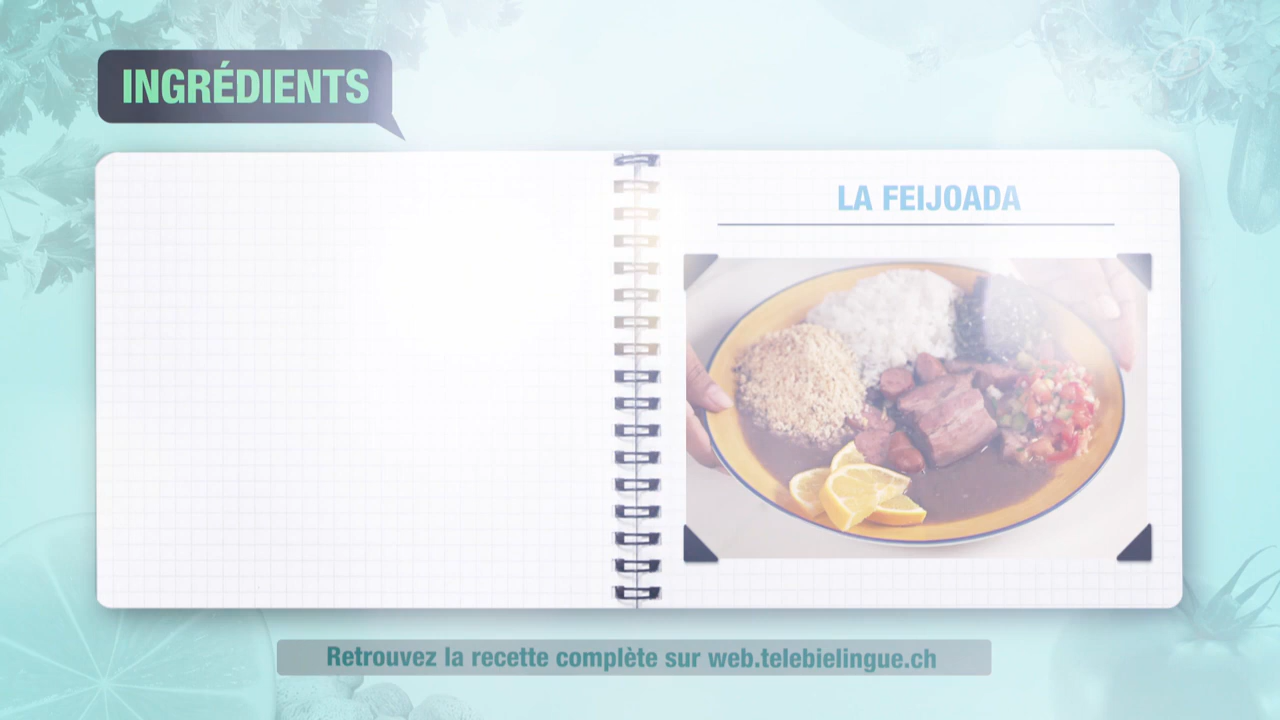 INGRÉDIENTS
LA FEIJOADA
Retrouvez la recette complète sur web.telebielingue.ch